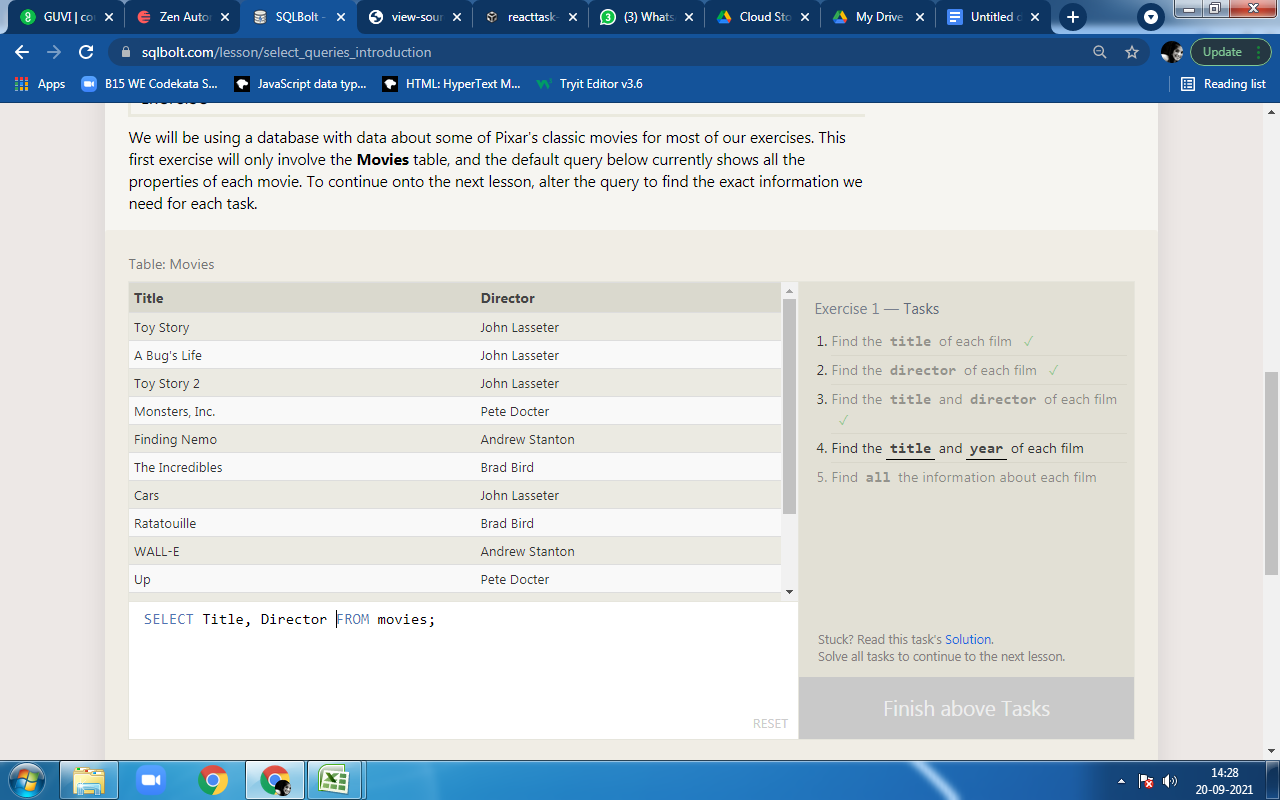 GUVI | co
Zen Autor
SQLBolt -
view-sour
reacttask-
(3) Whats
Cloud Sto
My Drive
Untitled
sqlbolt.com/lesson/select_queries_introduction
Update
Apps
B15 WE Codekata S...
JavaScript data typ...
HTML: HyperText M...
Tryit Editor v3.6
Reading list
We will be using a database with data about some of Pixar's classic movies for most of our exercises. This
first exercise will only involve the Movies table, and the default query below currently shows all the
properties of each movie. To continue onto the next lesson, alter the query to find the exact information we
need for each task.
Table: Movies
Title Director
Toy Story John Lasseter
A Bug's Life John Lasseter
Toy Story 2 John Lasseter
Monsters, Inc. Pete Docter
Finding Nemo Andrew Stanton
The Incredibles Brad Bird
Cars John Lasseter
Ratatouille Brad Bird
WALL-E Andrew Stanton
Up Pete Docter
SELECT Title, Director FROM movies;
RESET
Exercise 1 — Tasks
1. Find the title of each film ✓
2. Find the director of each film ✓
3. Find the title and director of each film
✓
4. Find the title and year of each film
5. Find all the information about each film
Stuck? Read this task's Solution.
Solve all tasks to continue to the next lesson.
Finish above Tasks
14:28
20-09-2021